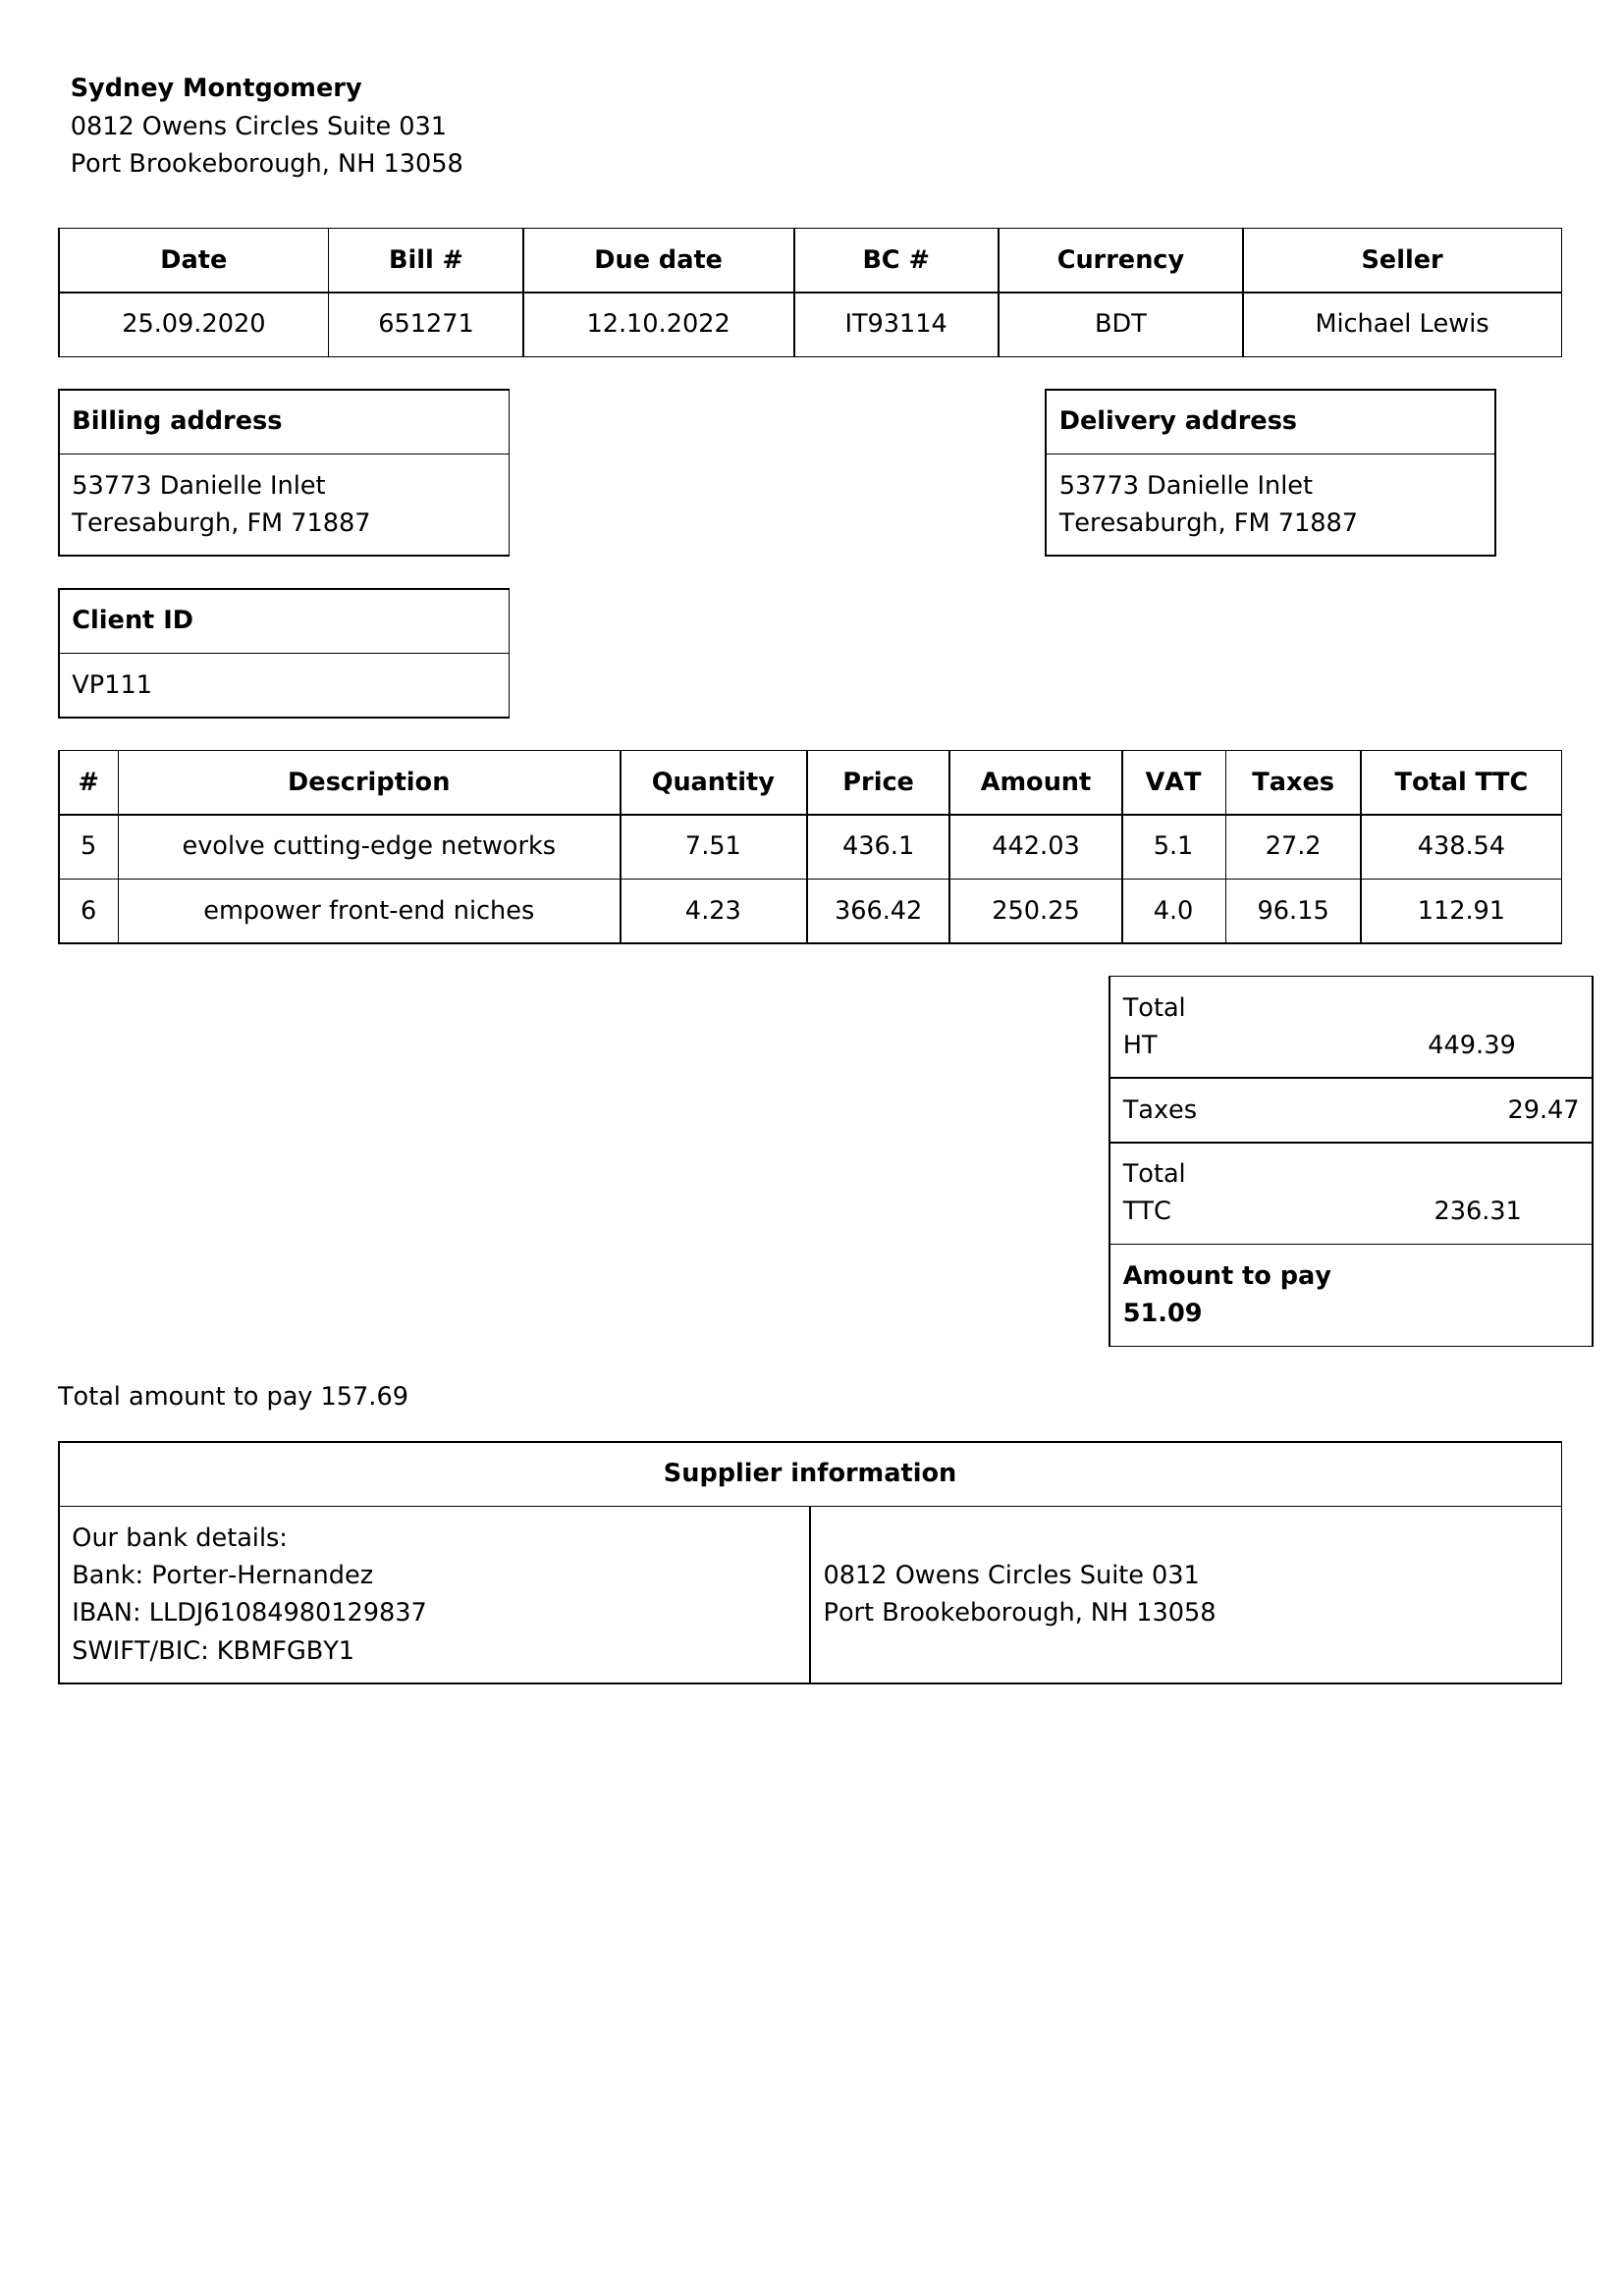 Sydney Montgomery
0812 Owens Circles Suite 031
Port Brookeborough, NH 13058
Date Bill # Due date BC # Currency Seller
25.09.2020 651271 12.10.2022 IT93114 BDT Michael Lewis
Billing address
53773 Danielle Inlet
Teresaburgh, FM 71887
Delivery address
53773 Danielle Inlet
Teresaburgh, FM 71887
Client ID
VP111
# Description Quantity Price Amount VAT Taxes Total TTC
5 evolve cutting-edge networks 7.51 436.1 442.03 5.1 27.2 438.54
6 empower front-end niches 4.23 366.42 250.25 4.0 96.15 112.91
Total
HT 449.39
Taxes 29.47
Total
TTC 236.31
Amount to pay
51.09
Total amount to pay 157.69
Supplier information
Our bank details:
Bank: Porter-Hernandez
IBAN: LLDJ61084980129837
SWIFT/BIC: KBMFGBY1
0812 Owens Circles Suite 031
Port Brookeborough, NH 13058